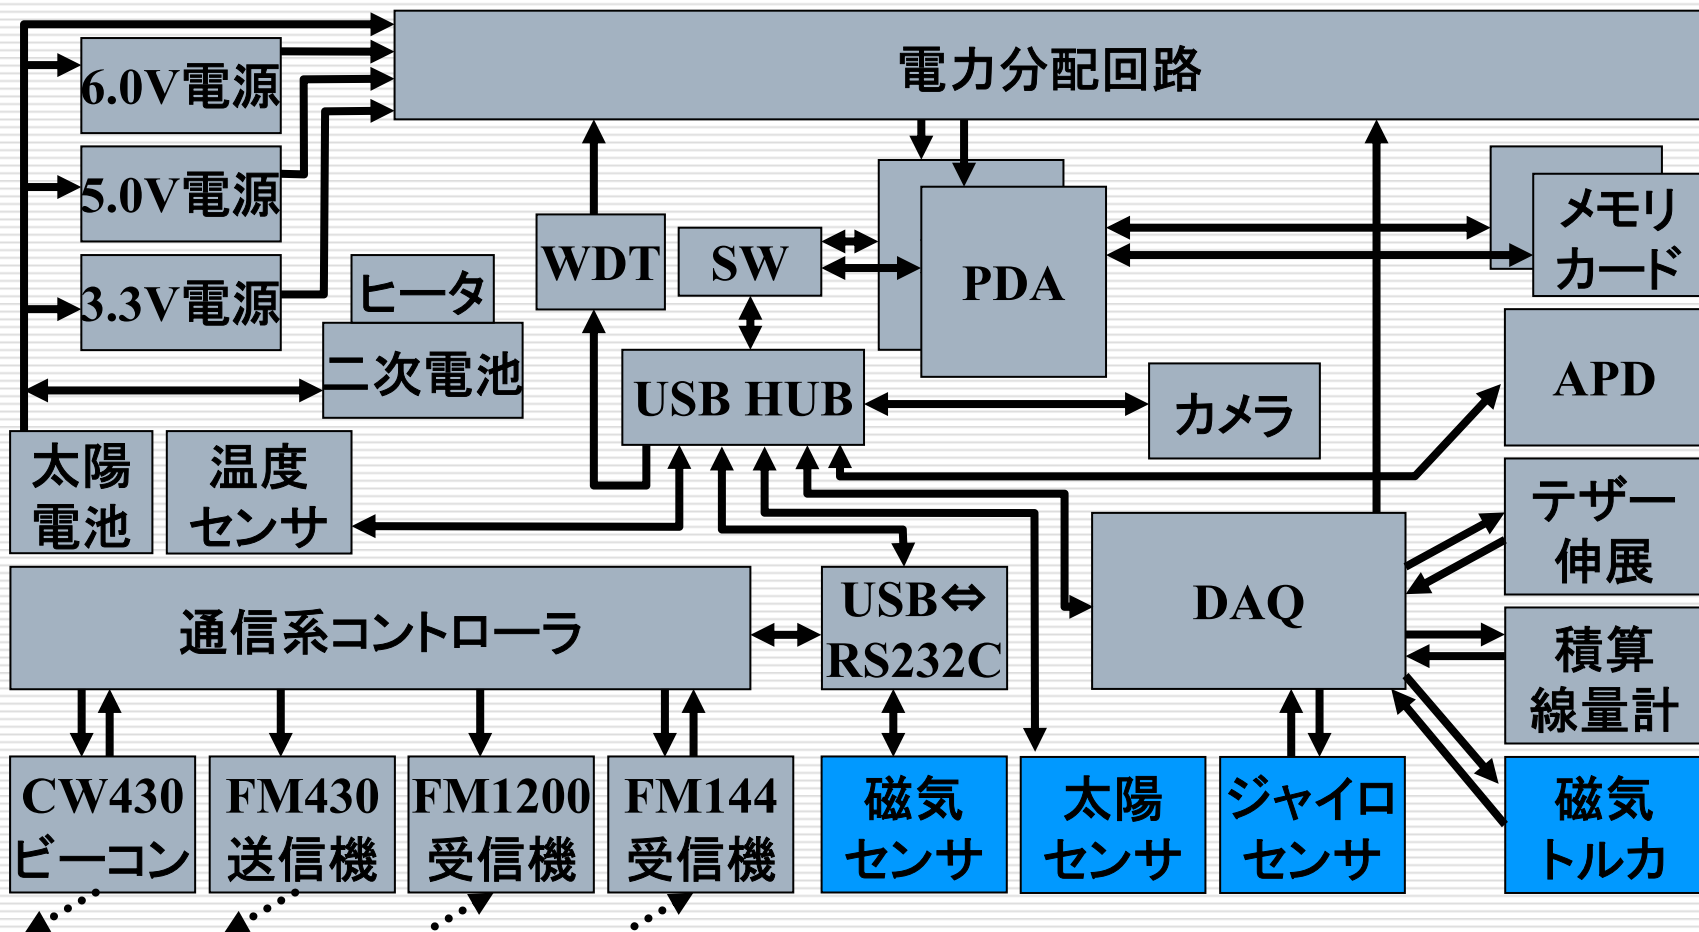 電力分配回路
6.0V電源
5.0V電源
3.3V電源
ヒータ
二次電池
WDT
SW
PDA
メモリ
カード
USB HUB
カメラ
APD
太陽
電池
温度
センサ
テザー
伸展
DAQ
通信系コントローラ
USB⇔
RS232C
積算
線量計
CW430
ビーコン
FM430
送信機
FM1200
受信機
FM144
受信機
磁気
センサ
太陽
センサ
ジャイロ
センサ
磁気
トルカ